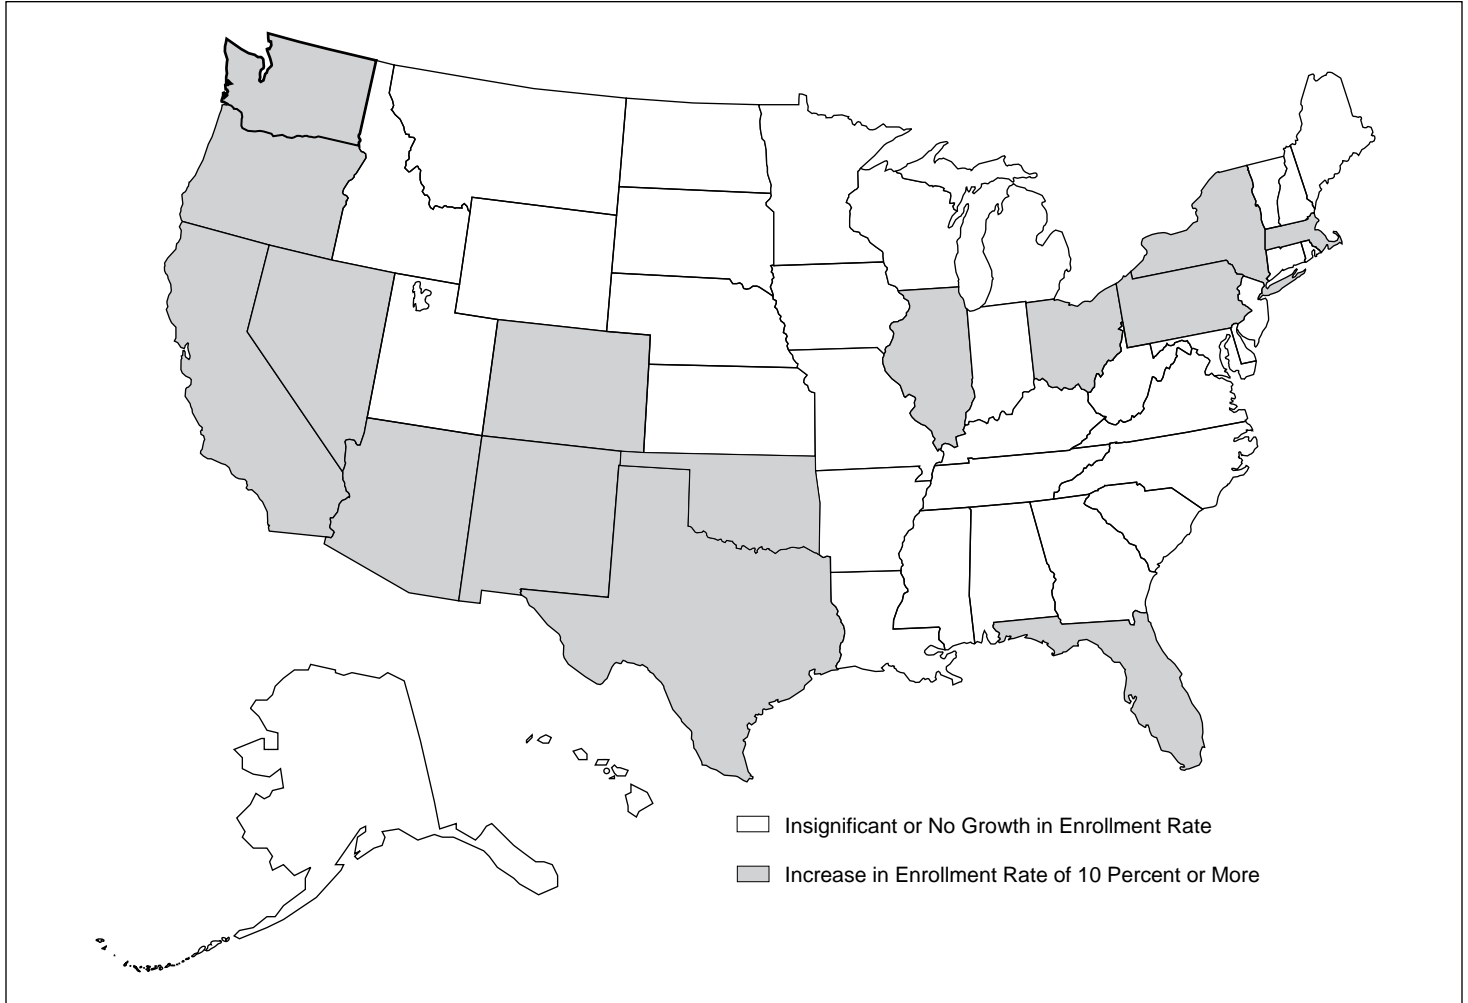 Insignificant or No Growth in Enrollment Rate
Increase in Enrollment Rate of 10 Percent or More